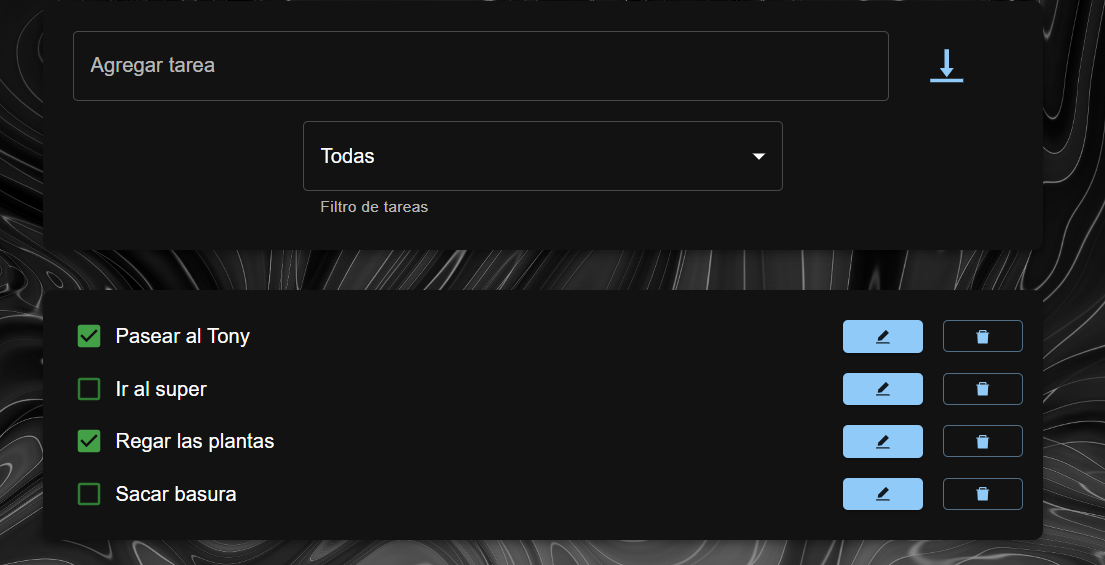 Agregar tarea
Todas
Filtro de tareas
Pasear al Tony
Ir al super
Regar las plantas
Sacar basura